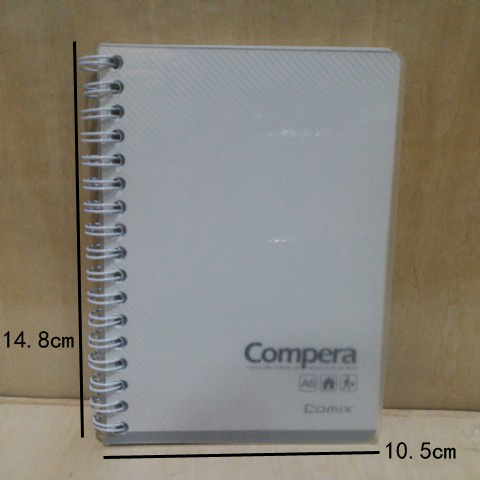 14.8cm
Compera
A6
comix
10.5cm